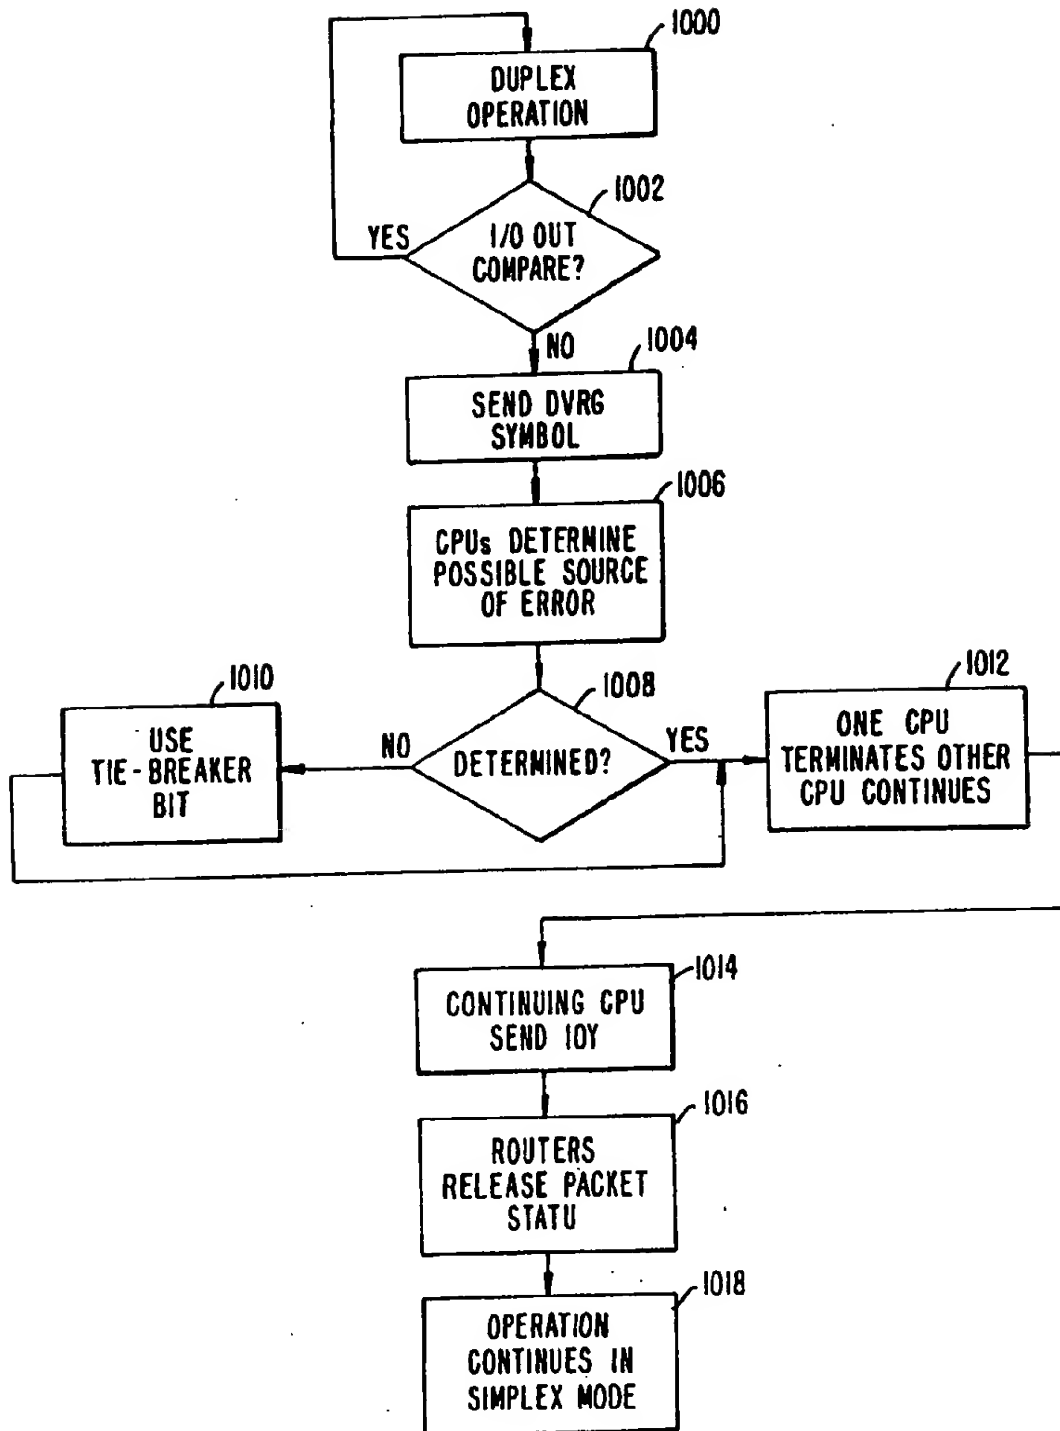 1000
DUPLEX
OPERATION
1002
I/O OUT
COMPARE?
YES
NO
1004
SEND DVRG
SYMBOL
1006
CPUs DETERMINE
POSSIBLE SOURCE
OF ERROR
1008
DETERMINED?
NO
YES
1010
USE
TIE-BREAKER
BIT
1012
ONE CPU
TERMINATES OTHER
CPU CONTINUES
1014
CONTINUING CPU
SEND IOY
1016
ROUTERS
RELEASE PACKET
STATU
1018
OPERATION
CONTINUES IN
SIMPLEX MODE